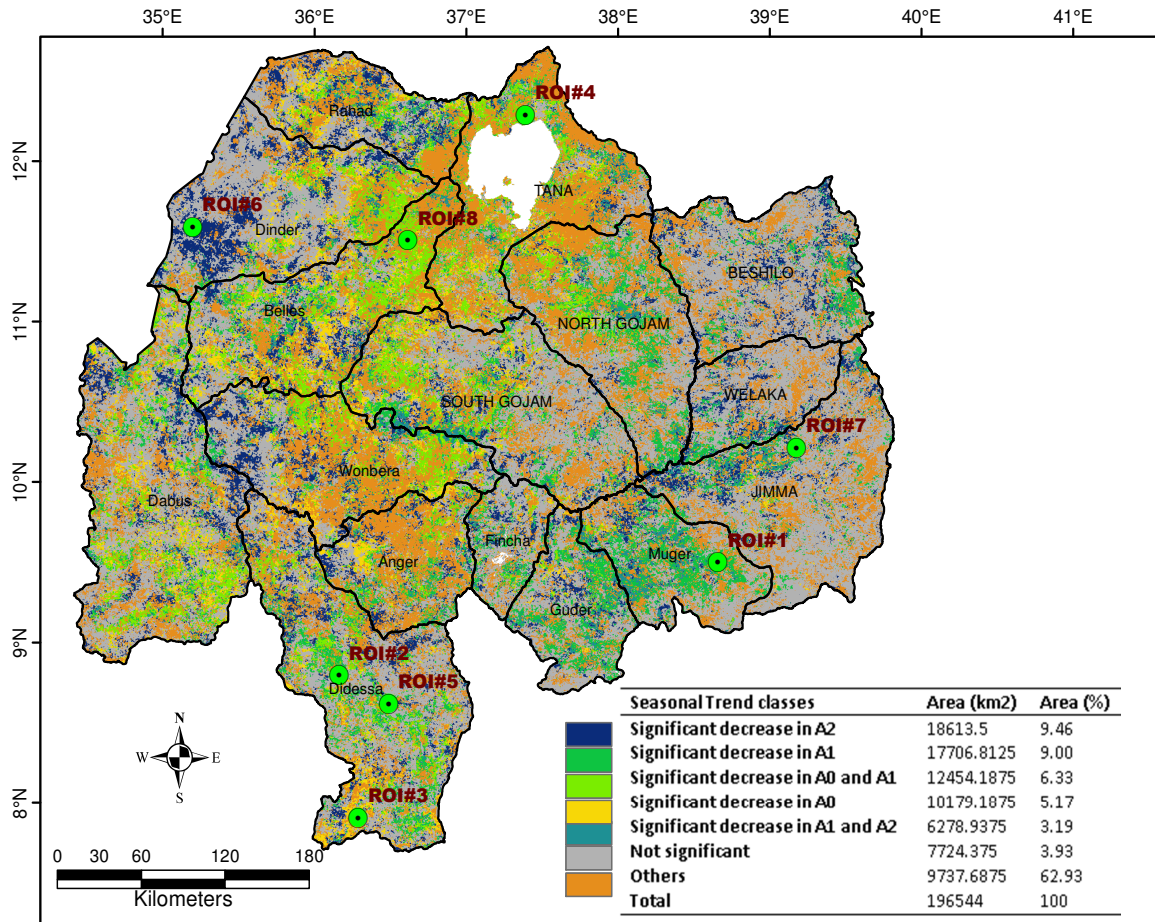 35°E 36°E 37°E 38°E 39°E 40°E 41°E
12°N
11°N
10°N
9°N
8°N
ROI#4
Rahad
TANA
ROI#6
ROI#8
Dinder
BESHILO
Belles
NORTH GOJAM
WELAKA
SOUTH GOJAM
ROI#7
Wonbera
Dabus
JIMMA
Fincha
ROI#1
Muger
Anger
Guder
ROI#2
Didessa
ROI#5
ROI#3
N
W E
S
0 30 60 120 180
Kilometers
Seasonal Trend classes Area (km2) Area (%)
Significant decrease in A2 18613.5 9.46
Significant decrease in A1 17706.8125 9.00
Significant decrease in A0 and A1 12454.1875 6.33
Significant decrease in A0 10179.1875 5.17
Significant decrease in A1 and A2 6278.9375 3.19
Not significant 7724.375 3.93
Others 9737.6875 62.93
Total 196544 100